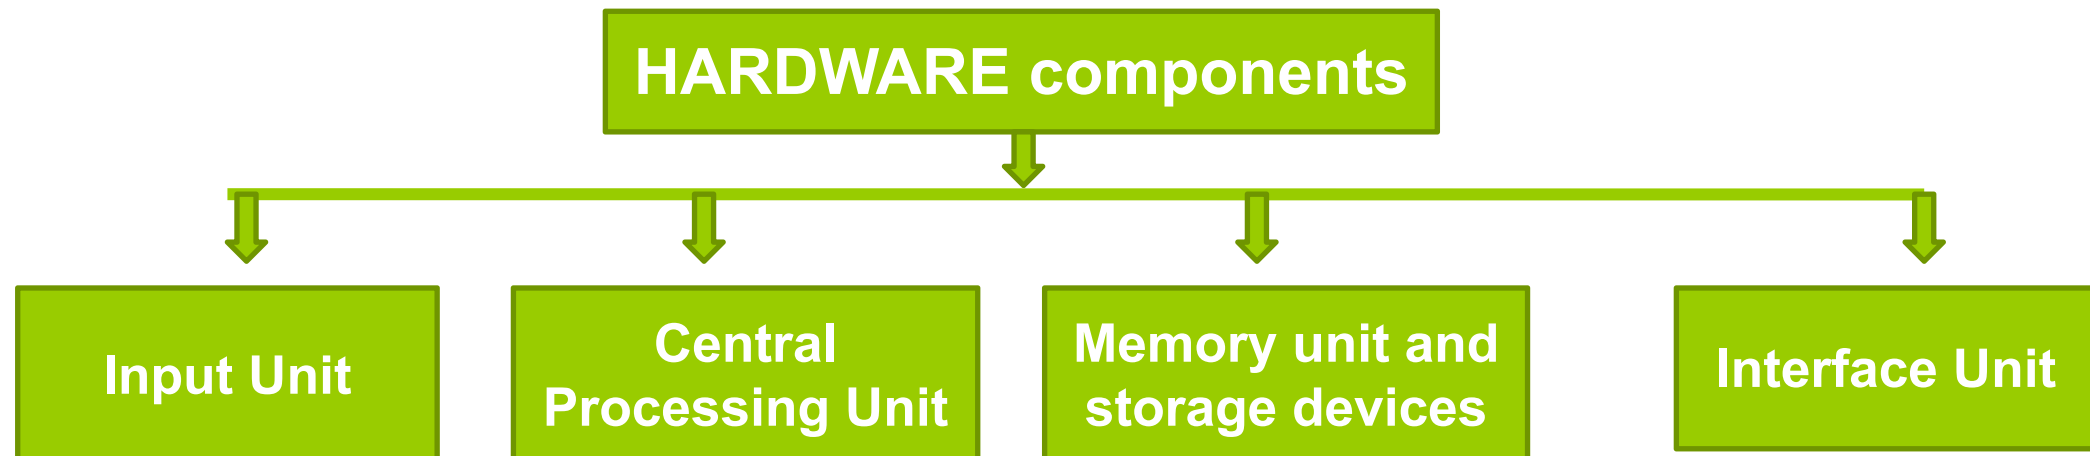 HARDWARE components
Input Unit
Central
Processing Unit
Memory unit and
storage devices
Interface Unit